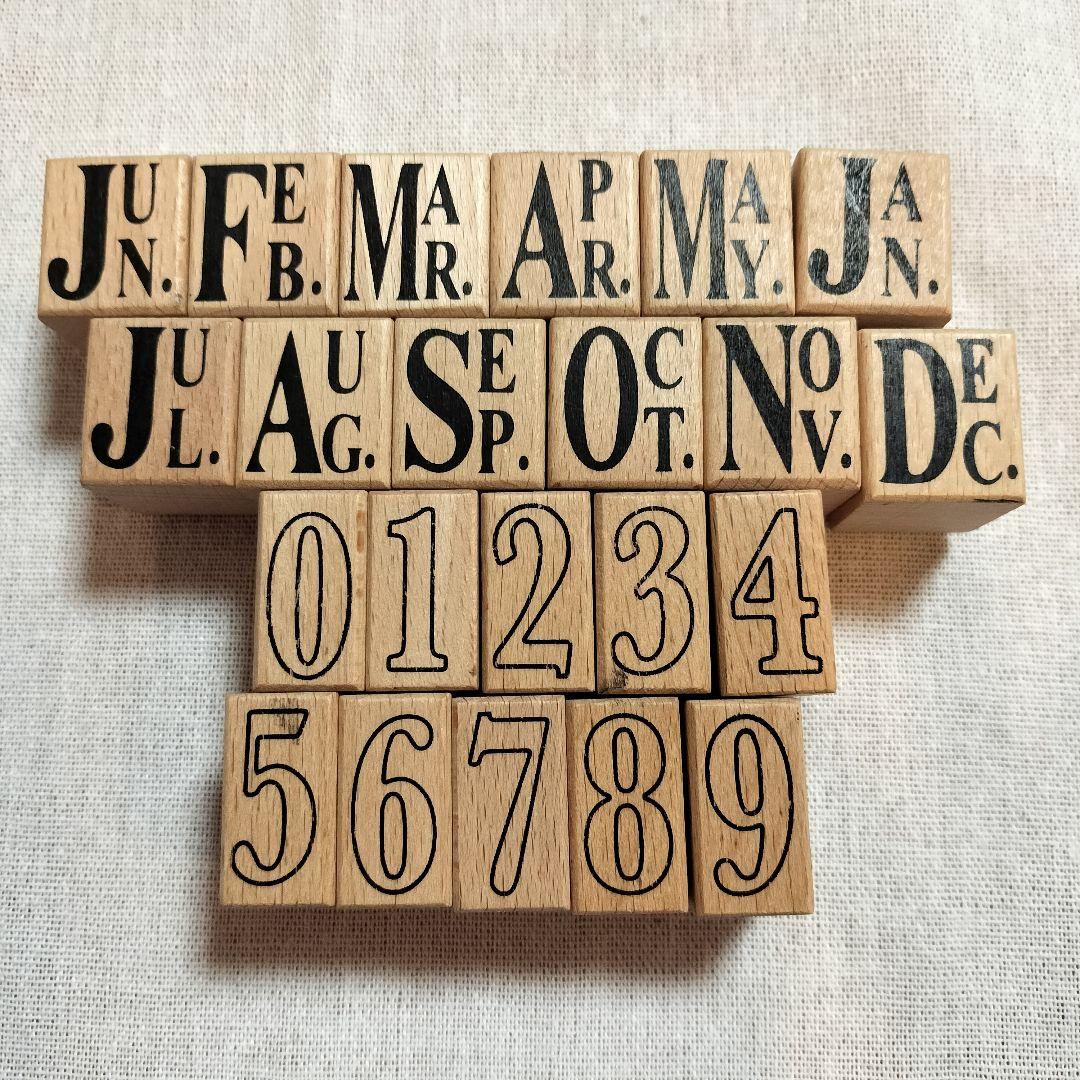 JUN. FEB. MAR. APR. MAY. JAN.
JUL. AUG. SEP. OCT. NOV. DEC.
0 1 2 3 4
5 6 7 8 9